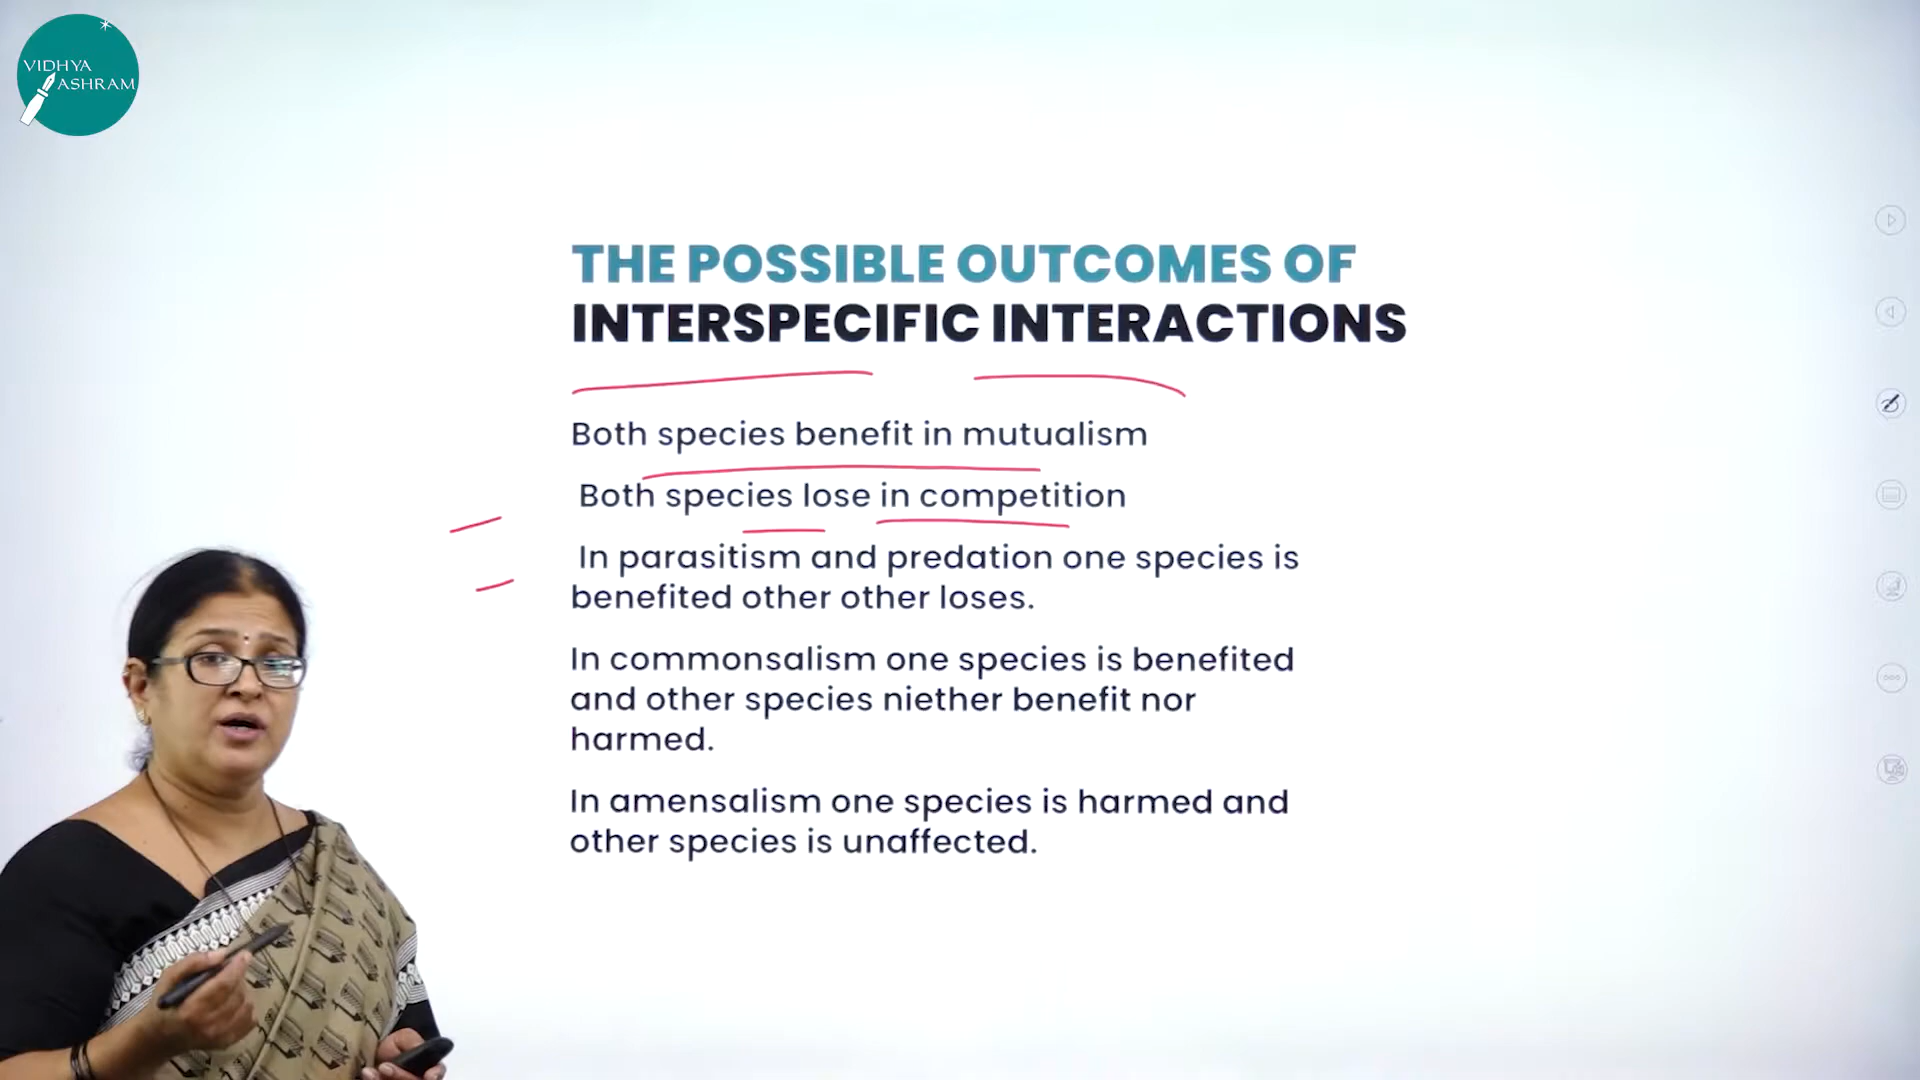 VIDHYA
ASHRAM
THE POSSIBLE OUTCOMES OF
INTERSPECIFIC INTERACTIONS
Both species benefit in mutualism
Both species lose in competition
In parasitism and predation one species is
benefited other other loses.
In commonsalism one species is benefited
and other species niether benefit nor
harmed.
In amensalism one species is harmed and
other species is unaffected.